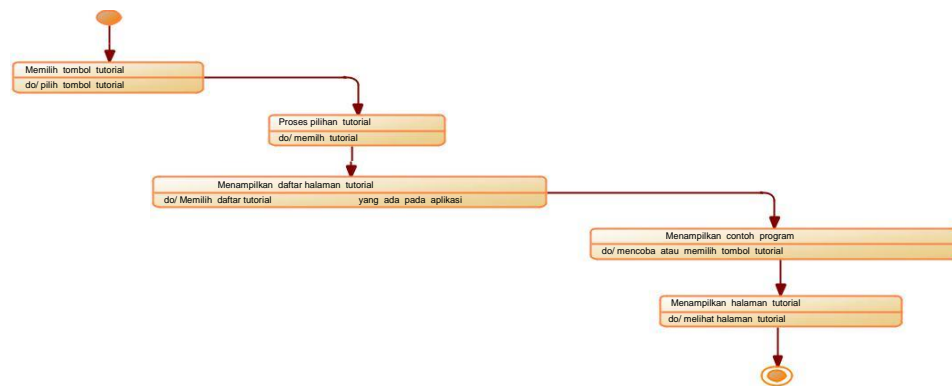 Memilih tombol tutorial
do/ pilih tombol tutorial
Proses pilihan tutorial
do/ memilh tutorial
Menampilkan daftar halaman tutorial
do/ Memilih daftar tutorial yang ada pada aplikasi
Menampilkan contoh program
do/ mencoba atau memilih tombol tutorial
Menampilkan halaman tutorial
do/ melihat halaman tutorial